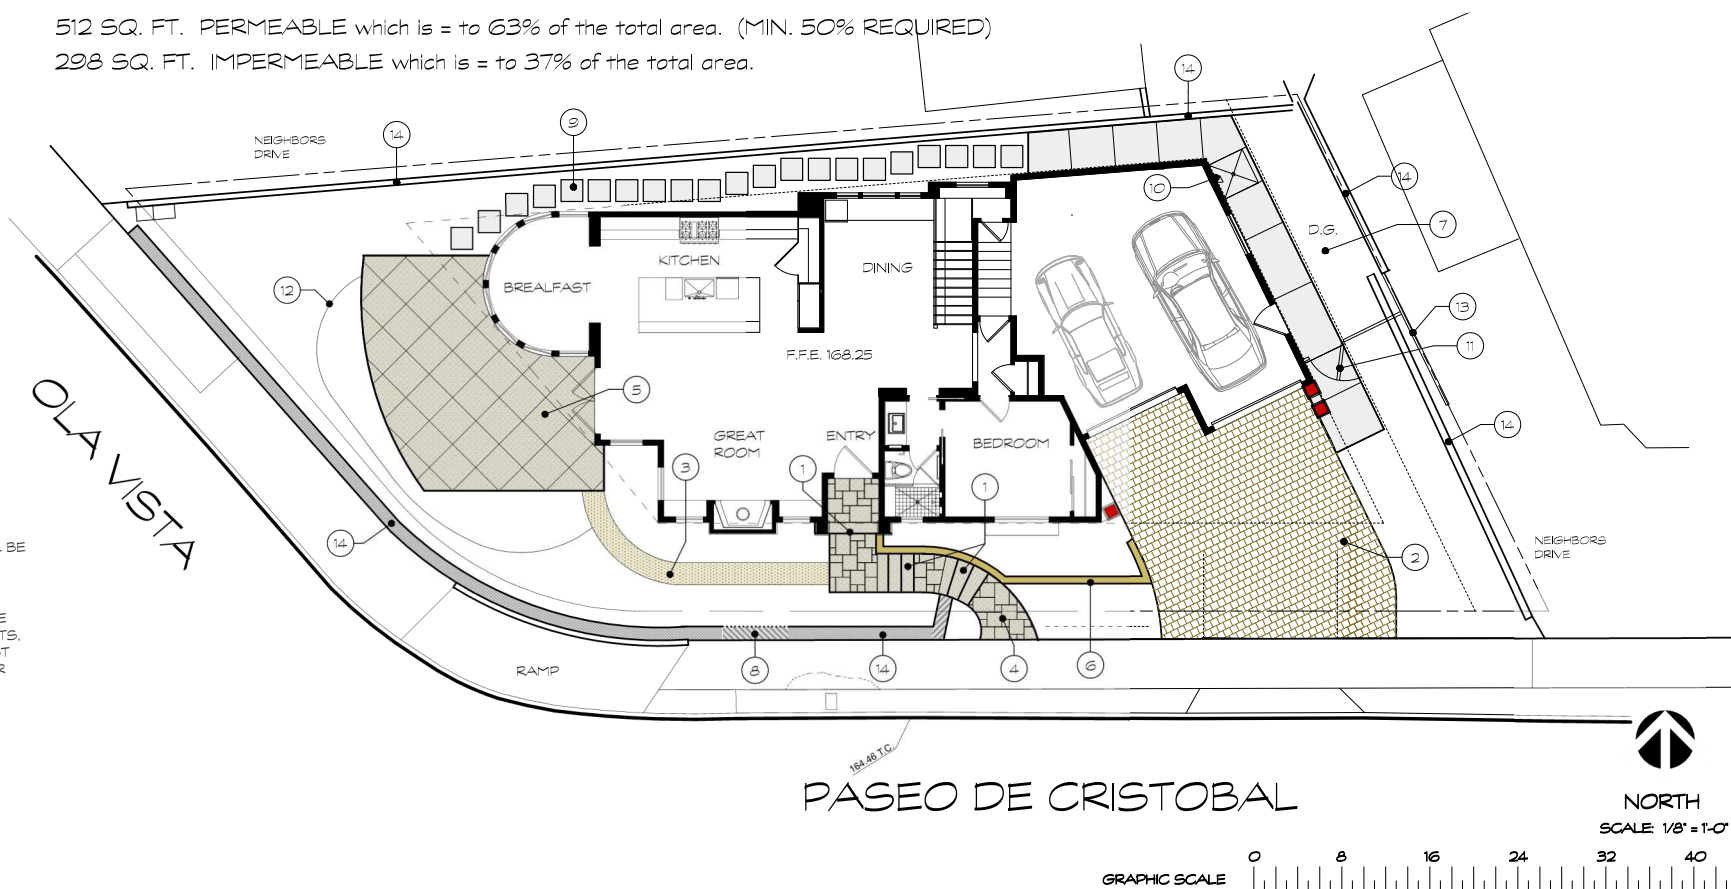 512 SQ. FT. PERMEABLE which is = to 63% of the total area. (MIN. 50% REQUIRED)
298 SQ. FT. IMPERMEABLE which is = to 37% of the total area.
14
9
14
NEIGHBORS
DRIVE
14
10
7
D.G.
KITCHEN
DINING
BREALFAST
12
13
11
F.F.E. 168.25
5
OLA VISTA
GREAT
ROOM
ENTRY
BEDROOM
14
3
1
1
14
NEIGHBORS
DRIVE
2
BE
E
TS,
OT
R
RAMP
8
14
4
6
164.46 T.C.
PASEO DE CRISTOBAL
NORTH
SCALE: 1/8" = 1'-0"
GRAPHIC SCALE
0 8 16 24 32 40